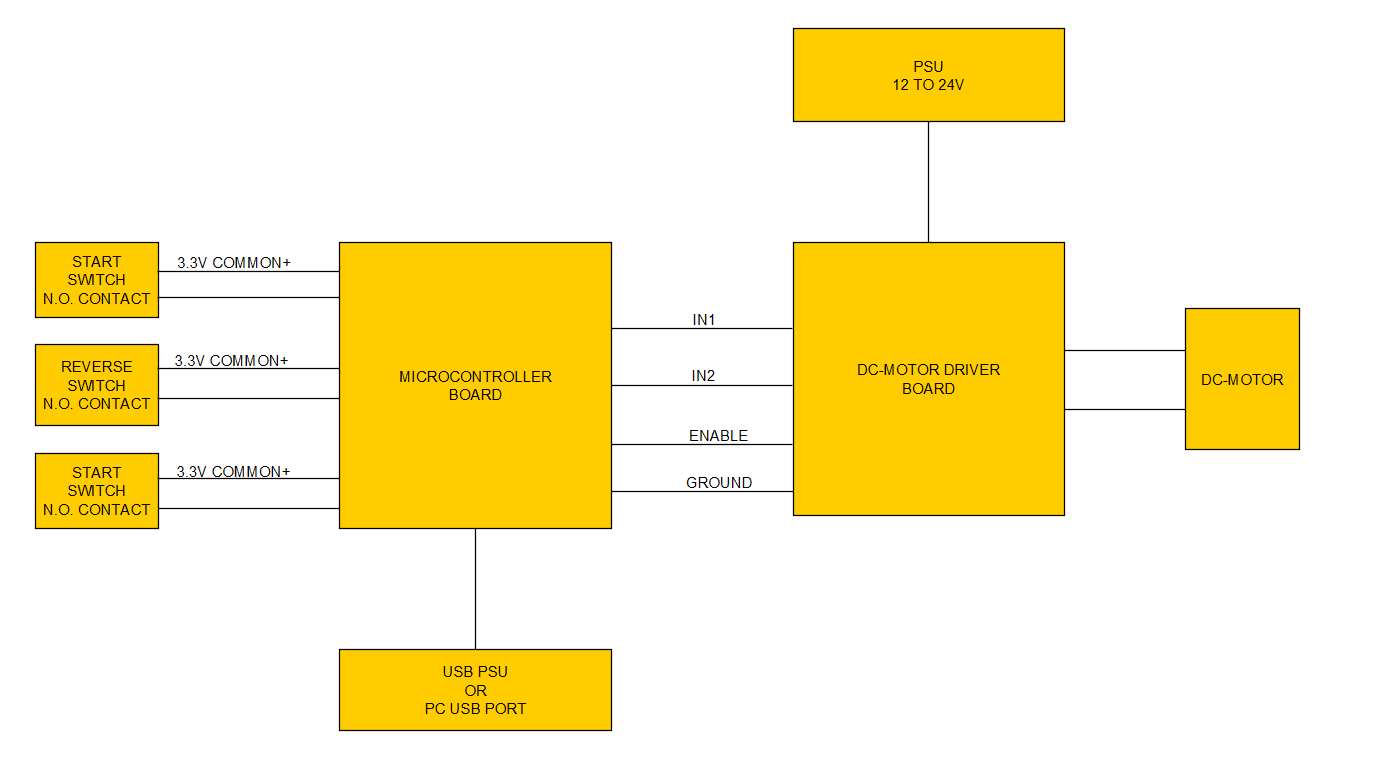 PSU
12 TO 24V
START
SWITCH
N.O. CONTACT
3.3V COMMON+
REVERSE
SWITCH
N.O. CONTACT
3.3V COMMON+
START
SWITCH
N.O. CONTACT
3.3V COMMON+
MICROCONTROLLER
BOARD
IN1
IN2
ENABLE
GROUND
DC-MOTOR DRIVER
BOARD
DC-MOTOR
USB PSU
OR
PC USB PORT